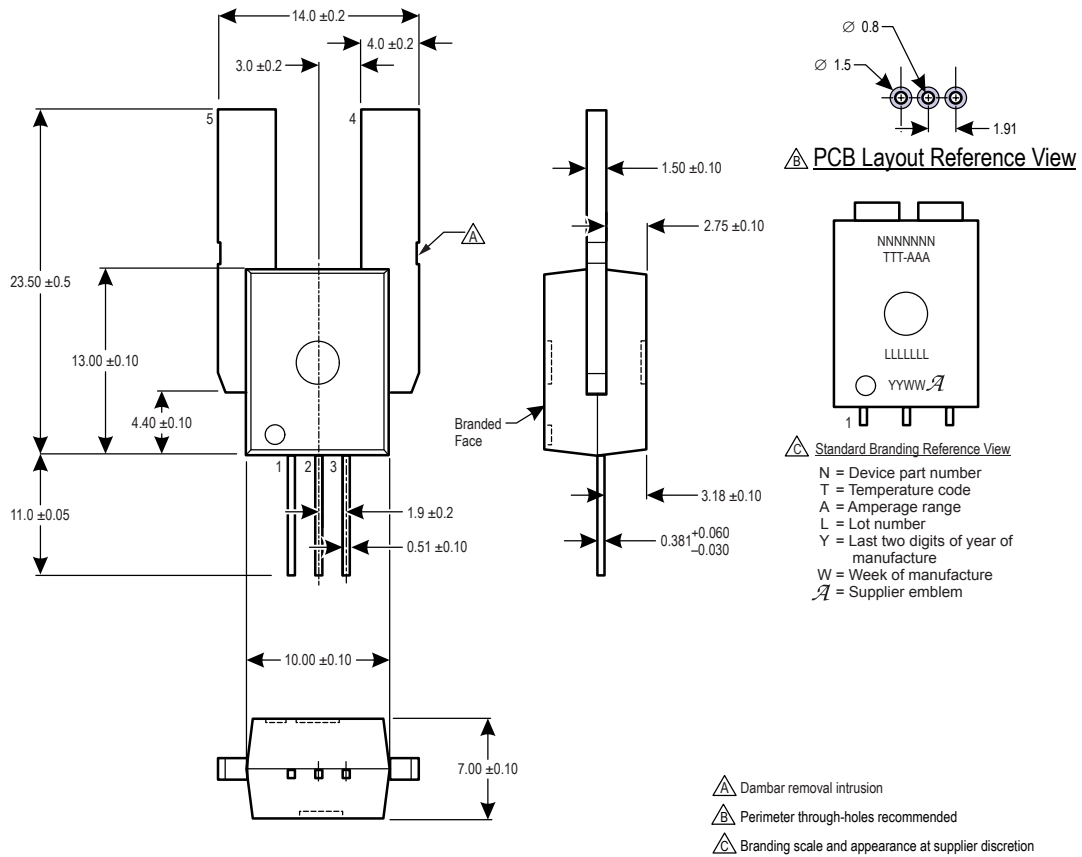 14.0 ±0.2
4.0 ±0.2
3.0 ±0.2
5
4
A
23.50 ±0.5
13.00 ±0.10
4.40 ±0.10
1
2
3
11.0 ±0.05
1.9 ±0.2
0.51 ±0.10
10.00 ±0.10
7.00 ±0.10
1.50 ±0.10
2.75 ±0.10
Branded
Face
3.18 ±0.10
0.381 +0.060
–0.030
∅ 0.8
∅ 1.5
1.91
B PCB Layout Reference View
NNNNNNN
TTT-AAA
LLLLLLL
YYWW A
1
C Standard Branding Reference View
N = Device part number
T = Temperature code
A = Amperage range
L = Lot number
Y = Last two digits of year of
manufacture
W = Week of manufacture
A = Supplier emblem
A Dambar removal intrusion
B Perimeter through-holes recommended
C Branding scale and appearance at supplier discretion